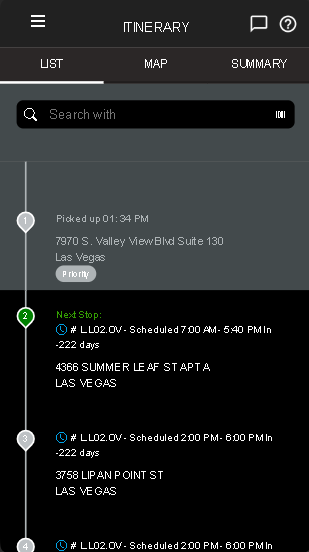 ITINERARY
LIST MAP SUMMARY
Search with
1 Picked up 01:34 PM
7970 S. Valley View Blvd Suite 130
Las Vegas
Priority
2 Next Stop:
# LL02.OV - Scheduled 7:00 AM - 5:40 PM In
-222 days
4366 SUMMER LEAF ST APT A
LAS VEGAS
3 # LL02.OV - Scheduled 2:00 PM - 6:00 PM In
-222 days
3758 LIPAN POINT ST
LAS VEGAS
4 # LL02.OV - Scheduled 2:00 PM - 6:00 PM In